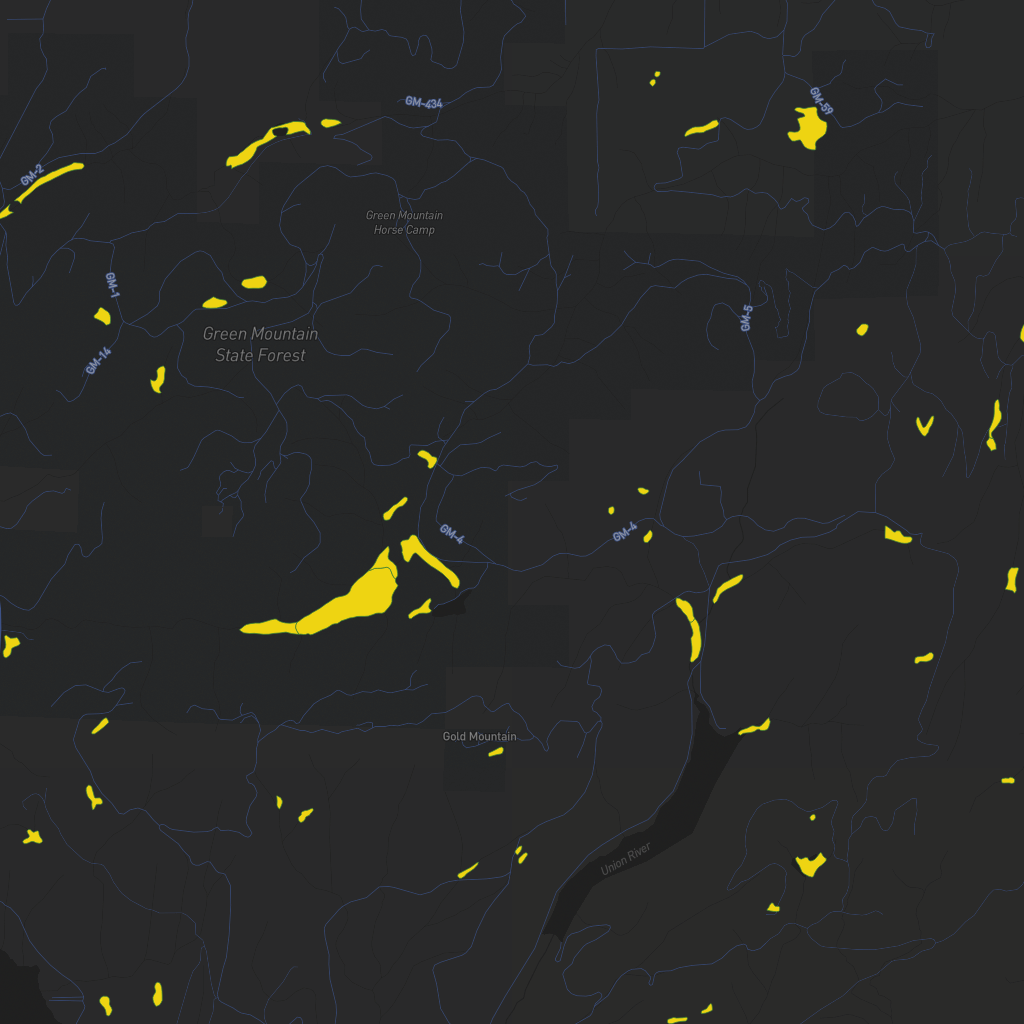 GM-59
GM-434
GM-2
Green Mountain
Horse Camp
GM-1
GM-5
Green Mountain
State Forest
GM-14
GM-4
GM-4
Gold Mountain
Union River